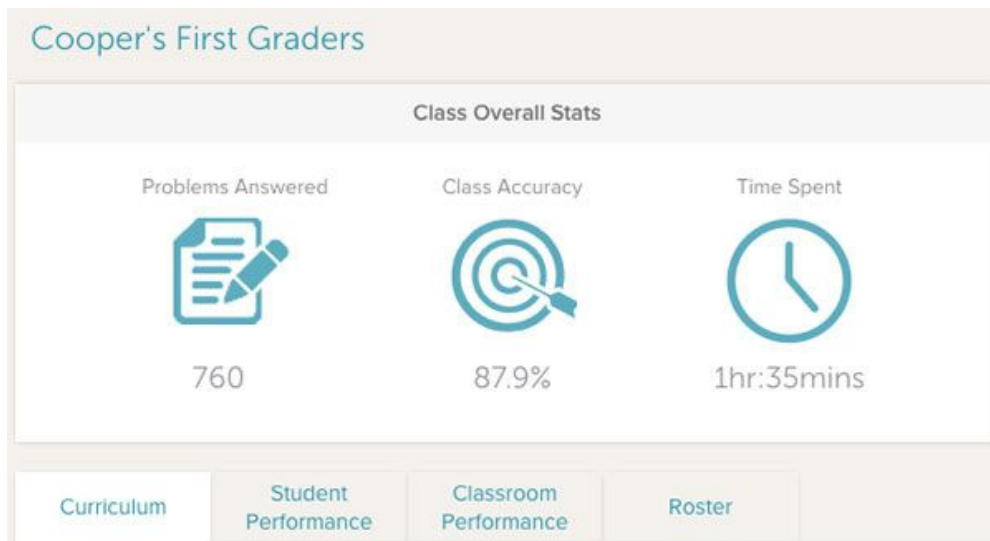 Cooper's First Graders
Class Overall Stats
Problems Answered
Class Accuracy
Time Spent
760
87.9%
1hr:35mins
Curriculum
Student
Performance
Classroom
Performance
Roster